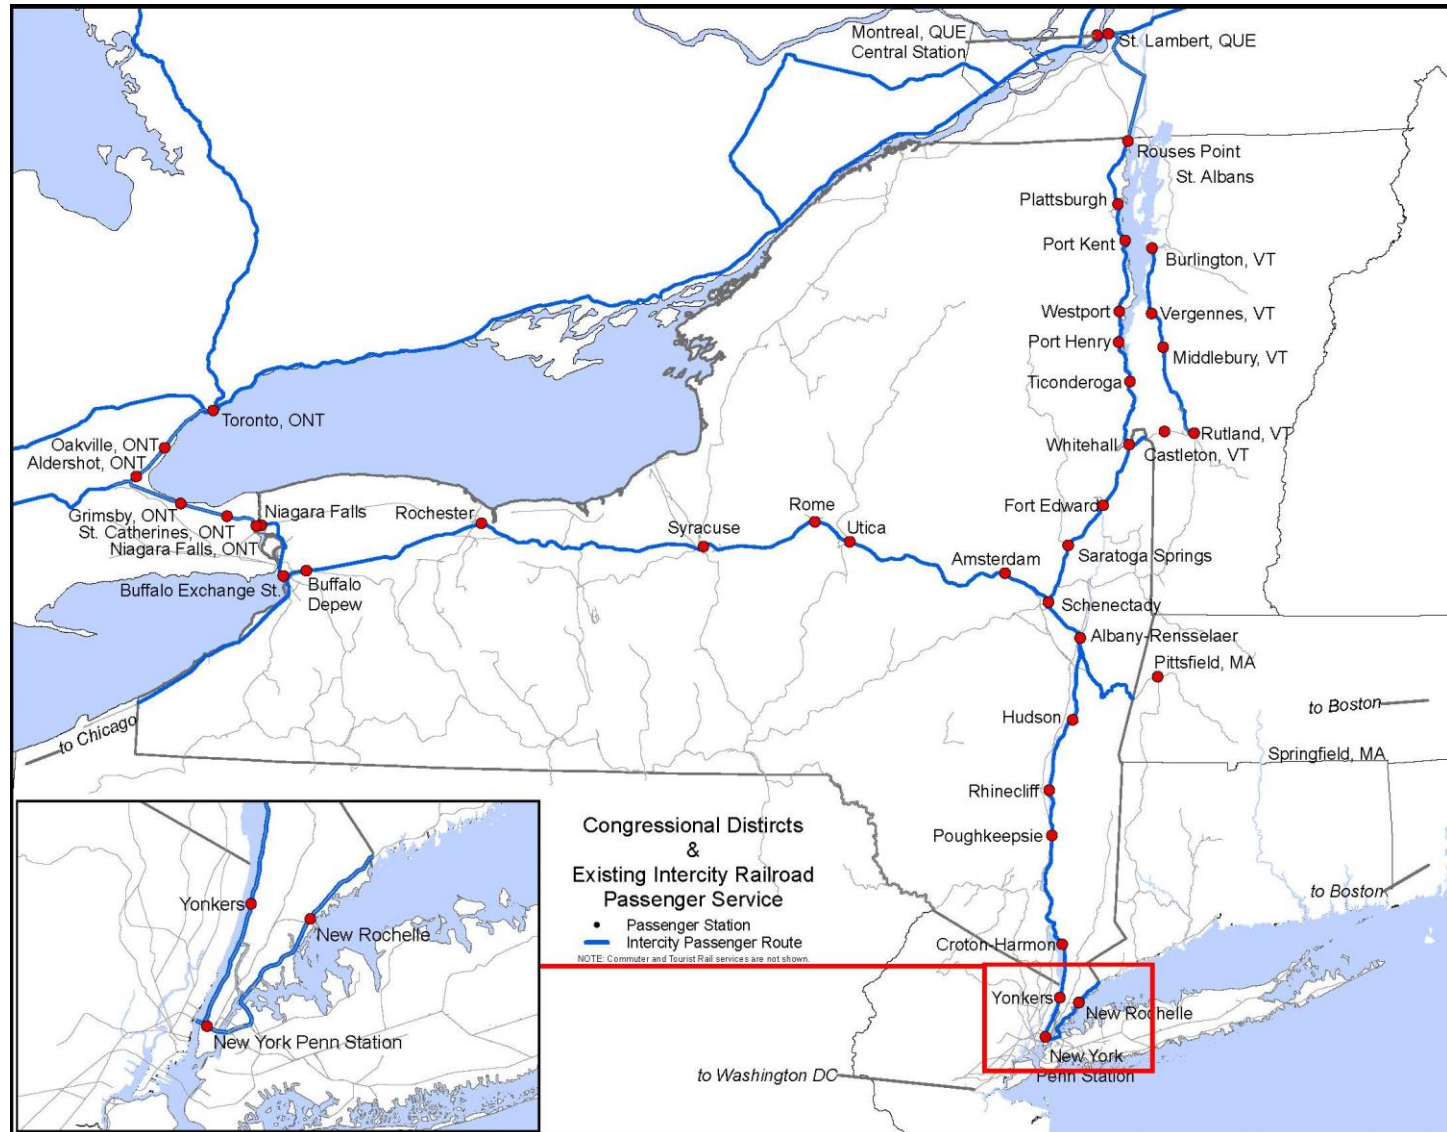 Montreal, QUE
Central Station
St. Lambert, QUE
Rouses Point
St. Albans
Plattsburgh
Port Kent
Burlington, VT
Westport
Vergennes, VT
Port Henry
Middlebury, VT
Ticonderoga
Toronto, ONT
Oakville, ONT
Aldershot, ONT
Whitehall
Rutland, VT
Castleton, VT
Grimsby, ONT
St. Catherines, ONT
Niagara Falls, ONT
Niagara Falls
Rochester
Syracuse
Rome
Utica
Fort Edward
Saratoga Springs
Amsterdam
Schenectady
Buffalo Exchange St.
Buffalo
Depew
Albany-Rensselaer
Pittsfield, MA
to Chicago
Hudson
to Boston
Springfield, MA
Rhinecliff
Poughkeepsie
Congressional Distircts
&
Existing Intercity Railroad
Passenger Service
Passenger Station
Intercity Passenger Route
NOTE: Commuter and Tourist Rail services are not shown.
to Boston
Croton-Harmon
Yonkers
New Rochelle
New York
Penn Station
to Washington DC
Yonkers
New Rochelle
New York Penn Station